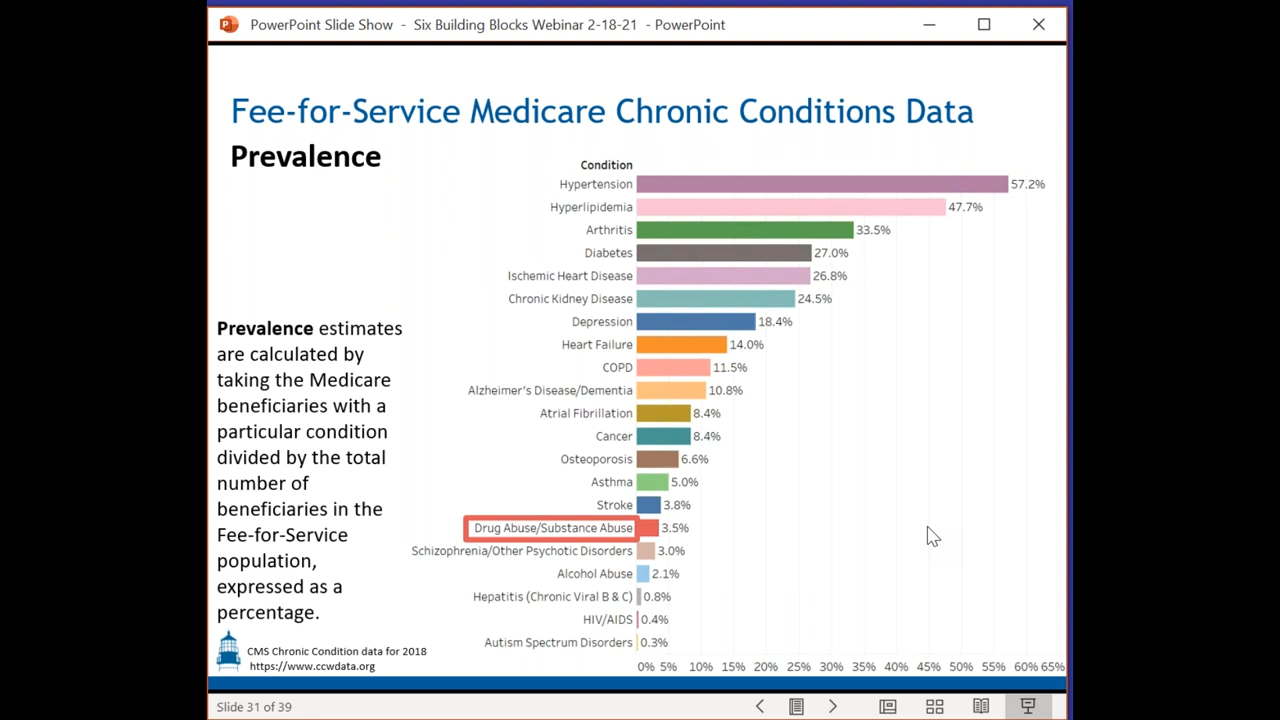 PowerPoint Slide Show - Six Building Blocks Webinar 2-18-21 - PowerPoint
Fee-for-Service Medicare Chronic Conditions Data
Prevalence
Condition
Hypertension 57.2%
Hyperlipidemia 47.7%
Arthritis 33.5%
Diabetes 27.0%
Ischemic Heart Disease 26.8%
Chronic Kidney Disease 24.5%
Depression 18.4%
Heart Failure 14.0%
COPD 11.5%
Alzheimer's Disease/Dementia 10.8%
Atrial Fibrillation 8.4%
Cancer 8.4%
Osteoporosis 6.6%
Asthma 5.0%
Stroke 3.8%
Drug Abuse/Substance Abuse 3.5%
Schizophrenia/Other Psychotic Disorders 3.0%
Alcohol Abuse 2.1%
Hepatitis (Chronic Viral B & C) 0.8%
HIV/AIDS 0.4%
Autism Spectrum Disorders 0.3%
0% 5% 10% 15% 20% 25% 30% 35% 40% 45% 50% 55% 60% 65%
Prevalence estimates
are calculated by
taking the Medicare
beneficiaries with a
particular condition
divided by the total
number of
beneficiaries in the
Fee-for-Service
population,
expressed as a
percentage.
CMS Chronic Condition data for 2018
https://www.ccwdata.org
Slide 31 of 39